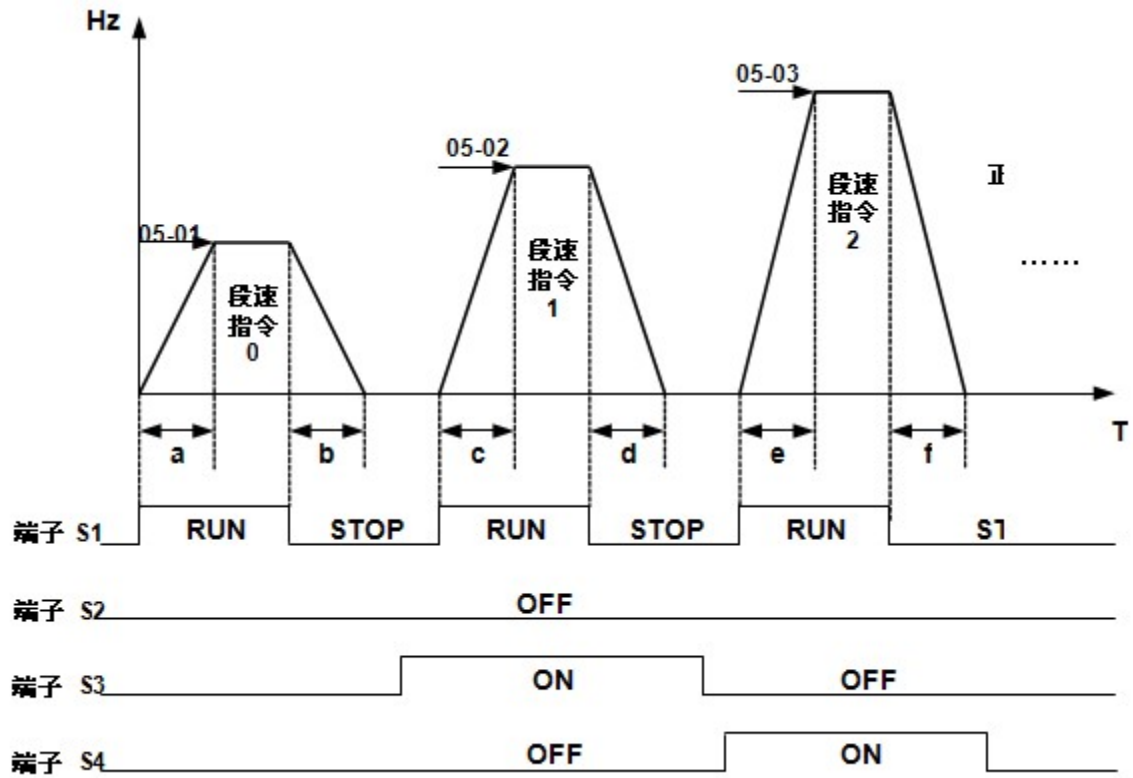 Hz
05-03
05-02
05-01
段速
指令
0
段速
指令
1
段速
指令
2
正
……
T
a
b
c
d
e
f
端子 S1
RUN
STOP
RUN
STOP
RUN
端子 S2
OFF
端子 S3
ON
OFF
端子 S4
OFF
ON